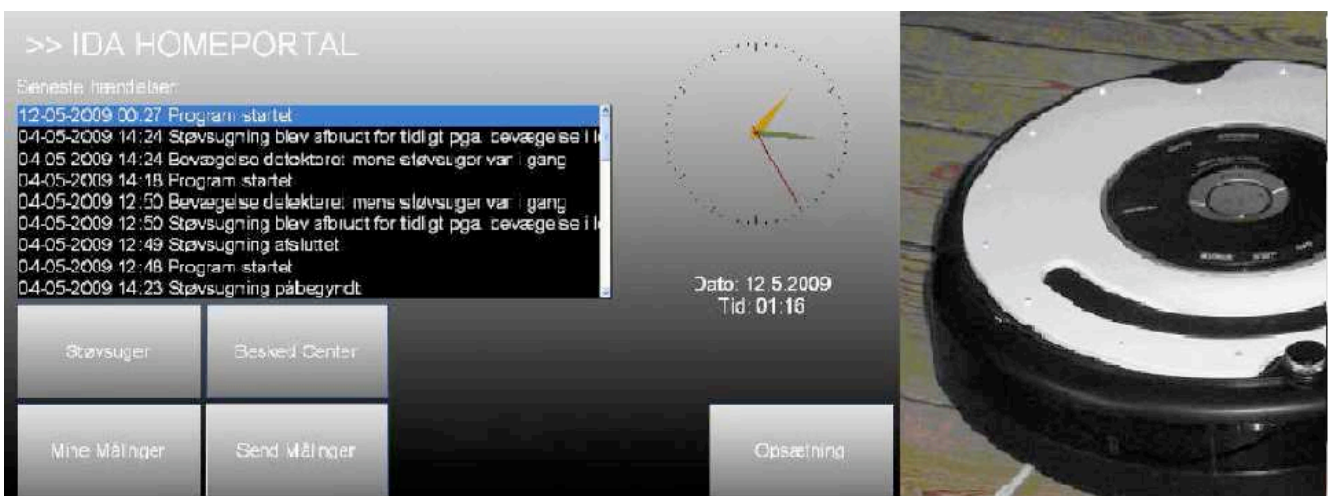 >> IDA HOMEPORTAL
Seneste hændelser:
12-05-2009 00:27 Program startet
04-05-2009 14:24 Støvsugning blev afbrudt for tidligt pga. bevægelse i
04-05-2009 14:24 Bevægelse detekteret mens støvsuger var i gang
04-05-2009 14:18 Program startet
04-05-2009 12:50 Bevægelse detekteret mens støvsuger var i gang
04-05-2009 12:50 Støvsugning blev afbrudt for tidligt pga. bevægelse i
04-05-2009 12:49 Støvsugning afsluttet
04-05-2009 12:48 Program startet
04-05-2009 14:23 Støvsugning påbegyndt
Dato: 12.5.2009
Tid: 01:16
Støvsuger
Besked Center
Mine Målinger
Send Målinger
Opsætning